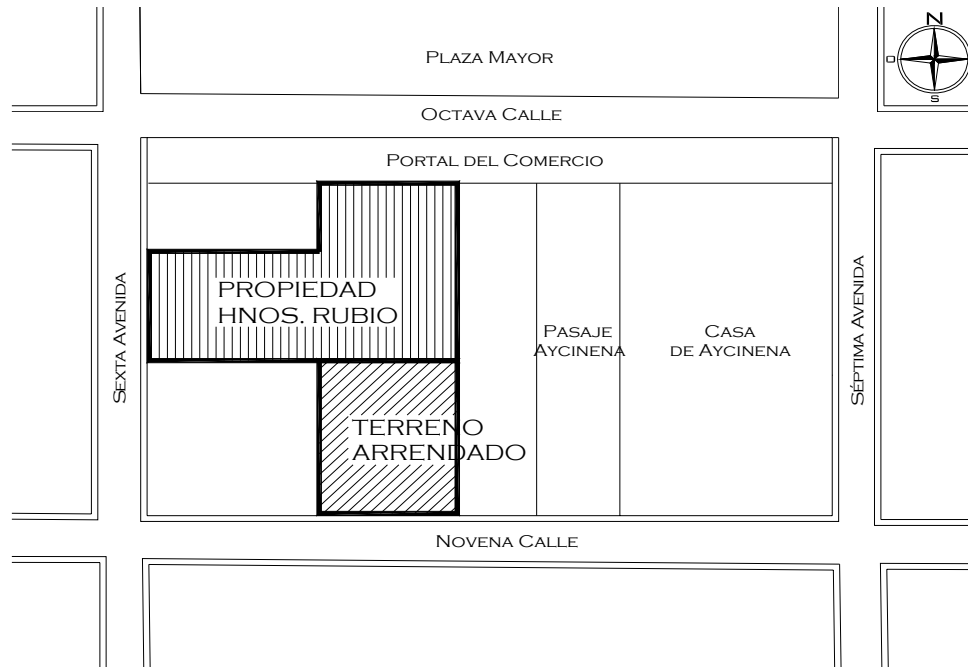 N
PLAZA MAYOR
O
S
OCTAVA CALLE
PORTAL DEL COMERCIO
SEXTA AVENIDA
PROPIEDAD
HNOS. RUBIO
PASAJE
AYCINENA
CASA
DE AYCINENA
SÉPTIMA AVENIDA
TERRENO
ARRENDADO
NOVENA CALLE